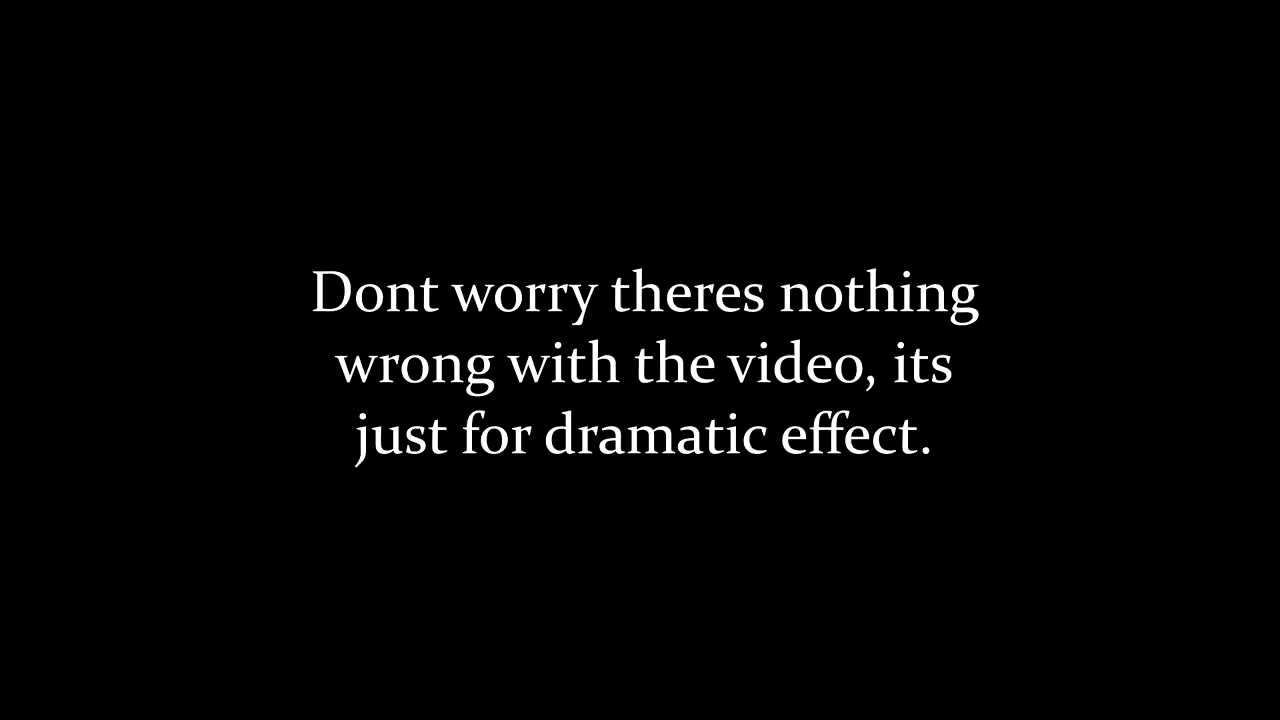 Dont worry theres nothing
wrong with the video, its
just for dramatic effect.